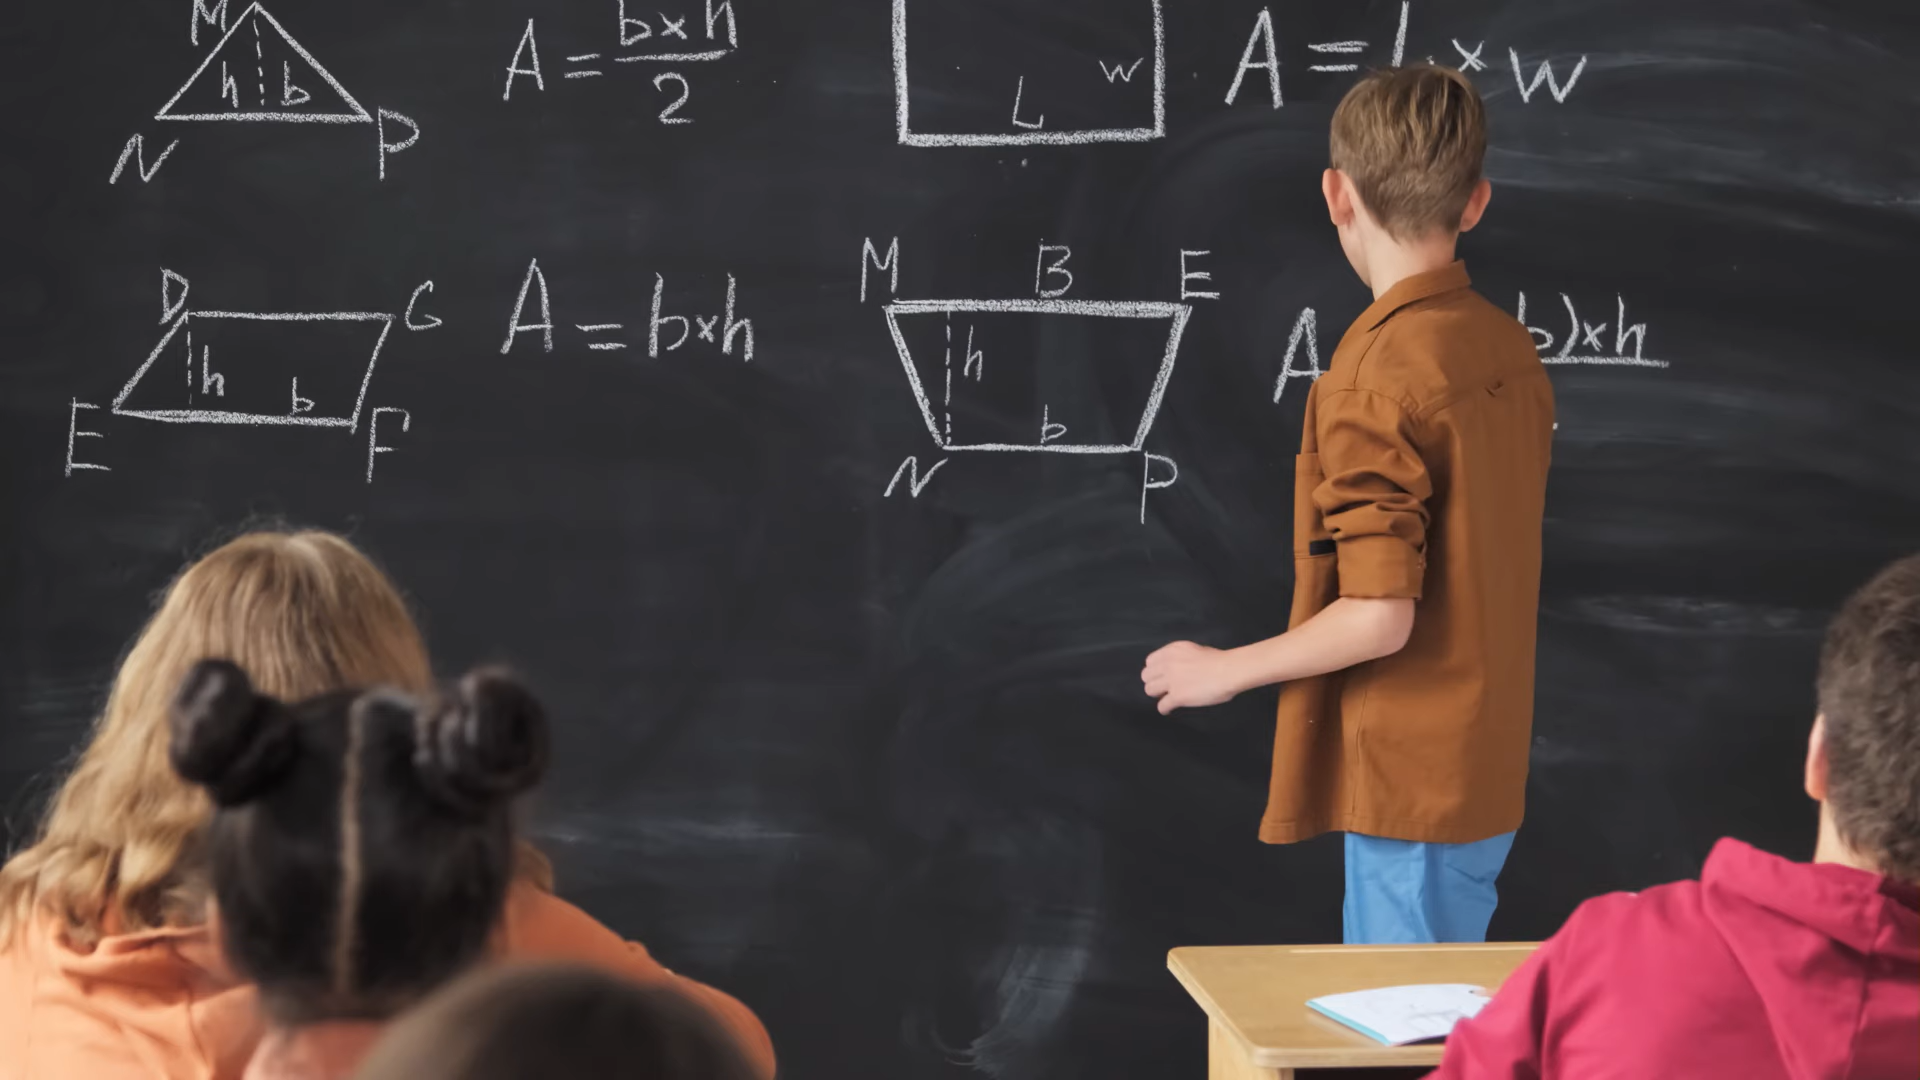 M
h b
N P
A = b×h
2
L w
A = L × w
D G
h b
E F
A = b×h
M B E
h
b
N P
A b)×h